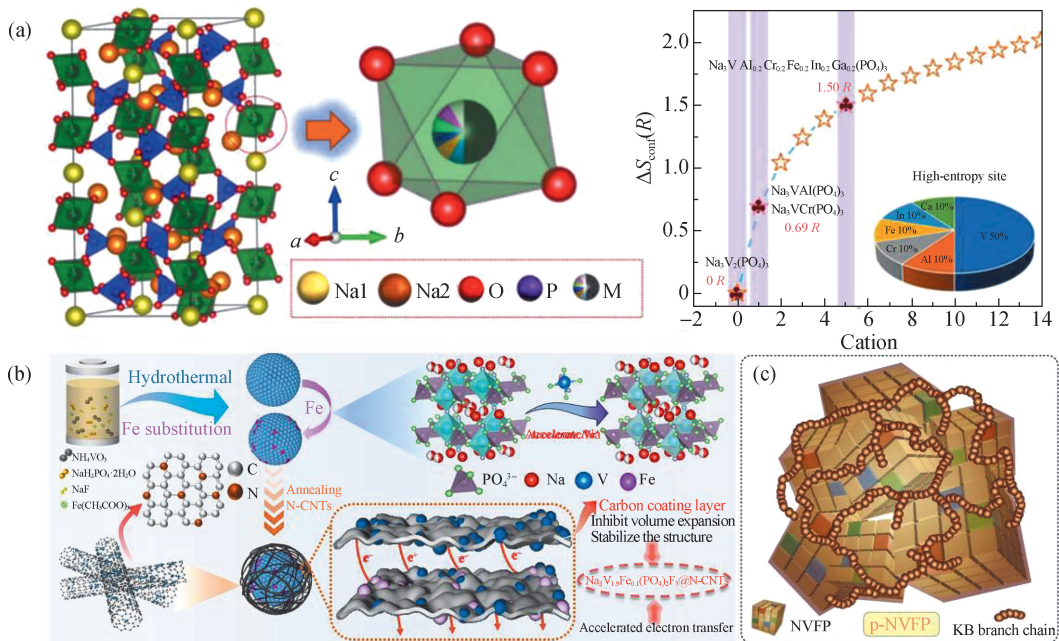 (a)
c
a
b
Na1
Na2
O
P
M
ΔSconf(R)
2.0
1.5
1.0
0.5
0
−2 0 2 4 6 8 10 12 14
Cation
Na3V Al0.2Cr0.2Fe0.2In0.2Ga0.2(PO4)3
1.50 R
Na3VAl(PO4)3
Na3VCr(PO4)3
0.69 R
Na3V2(PO4)3
0 R
High-entropy site
Ca 10%
In 10%
Fe 10%
Cr 10%
Al 10%
V 50%
(b)
Hydrothermal
Fe substitution
Fe
NH4VO3
NaH2PO4·2H2O
NaF
Fe(CH3COO)
C
N
Annealing
N-CNTs
PO4³⁻
Na
V
Fe
e⁻
e⁻
e⁻
e⁻
Carbon coating layer
Inhibit volume expansion
Stabilize the structure
Na3V1.9Fe0.1(PO4)2F3@N-CNTs
Accelerated electron transfer
(c)
NVFP
p-NVFP
KB branch chain